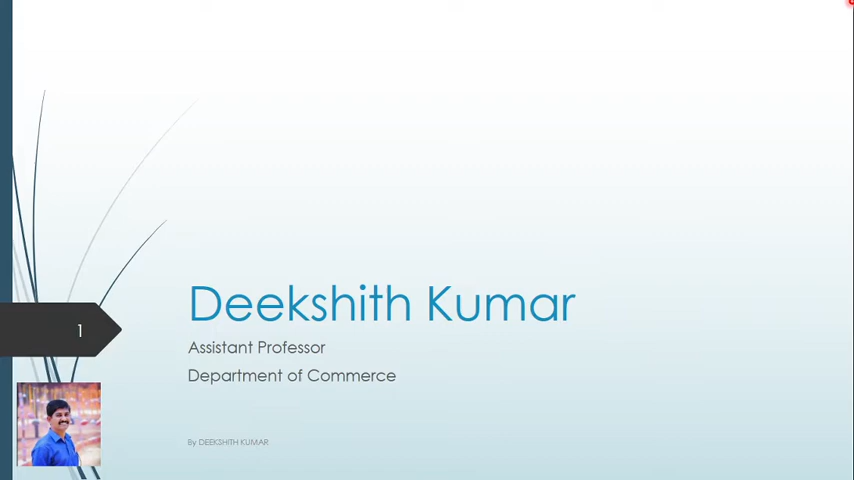 Deekshith Kumar
1
Assistant Professor
Department of Commerce
By DEEKSHITH KUMAR